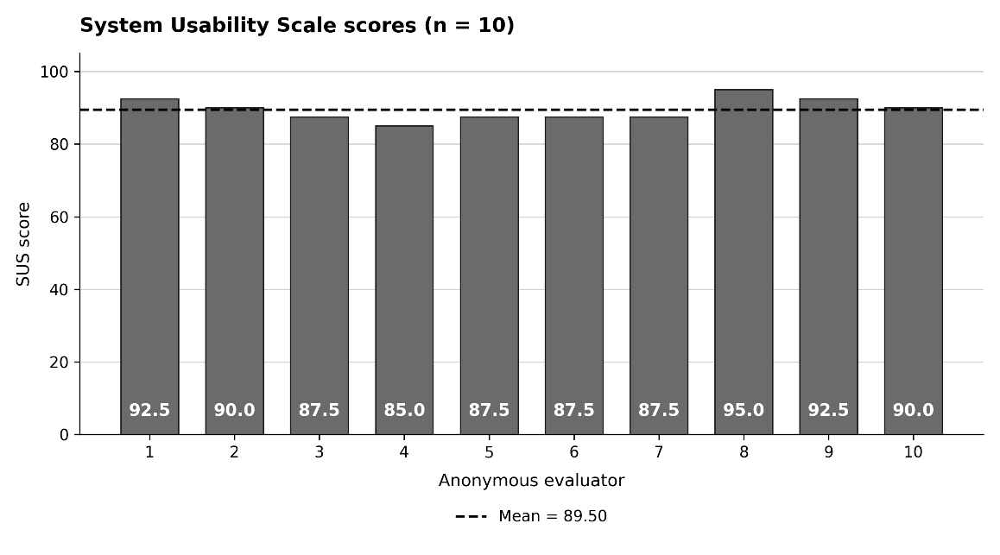 System Usability Scale scores (n = 10)
100
80
60
40
20
0
SUS score
92.5 90.0 87.5 85.0 87.5 87.5 87.5 95.0 92.5 90.0
1 2 3 4 5 6 7 8 9 10
Anonymous evaluator
Mean = 89.50